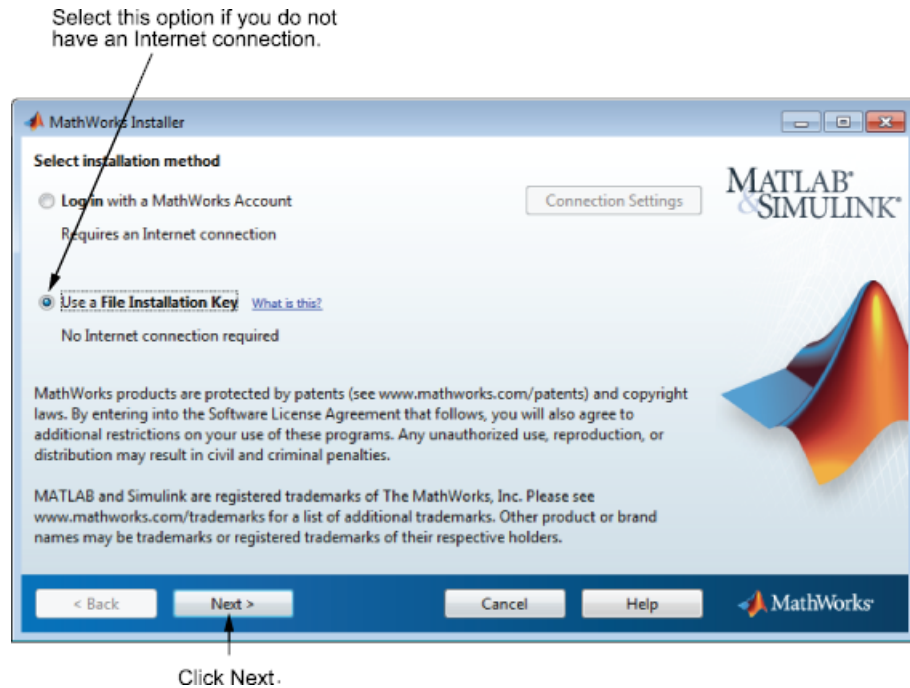 Select this option if you do not
have an Internet connection.
MathWorks Installer
Select installation method
Log in with a MathWorks Account
Connection Settings
Requires an Internet connection
Use a File Installation Key What is this?
No Internet connection required
MATLAB®
&SIMULINK®
MathWorks products are protected by patents (see www.mathworks.com/patents) and copyright
laws. By entering into the Software License Agreement that follows, you will also agree to
additional restrictions on your use of these programs. Any unauthorized use, reproduction, or
distribution may result in civil and criminal penalties.
MATLAB and Simulink are registered trademarks of The MathWorks, Inc. Please see
www.mathworks.com/trademarks for a list of additional trademarks. Other product or brand
names may be trademarks or registered trademarks of their respective holders.
< Back
Next >
Cancel
Help
MathWorks®
Click Next.